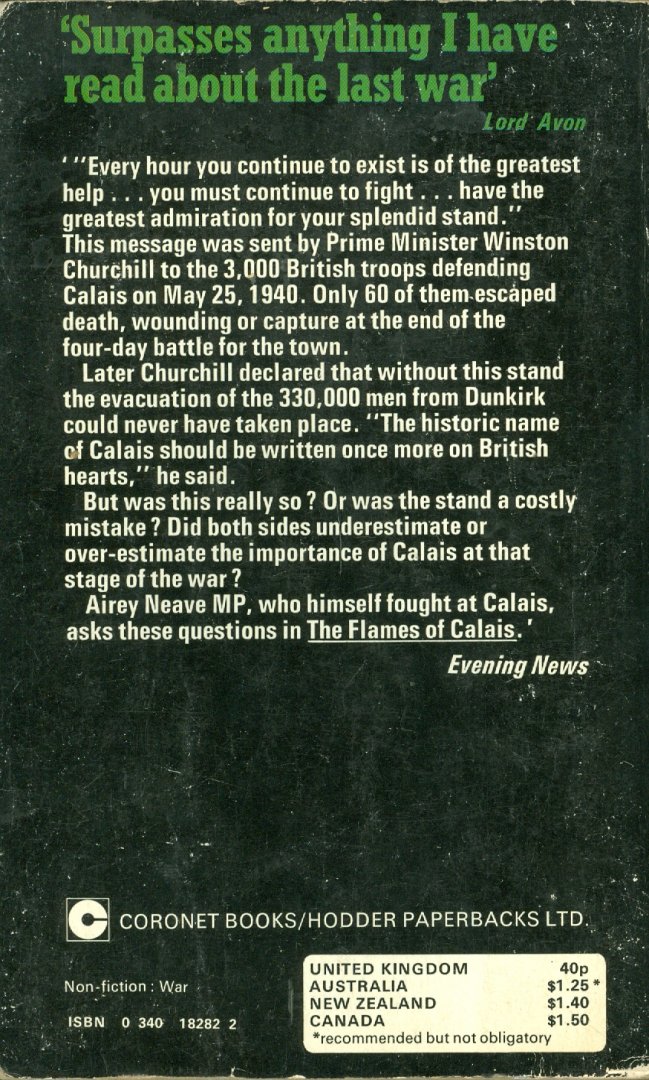 'Surpasses anything I have
read about the last war'
Lord Avon
' "Every hour you continue to exist is of the greatest
help . . . you must continue to fight . . . have the
greatest admiration for your splendid stand."
This message was sent by Prime Minister Winston
Churchill to the 3,000 British troops defending
Calais on May 25, 1940. Only 60 of them escaped
death, wounding or capture at the end of the
four-day battle for the town.
Later Churchill declared that without this stand
the evacuation of the 330,000 men from Dunkirk
could never have taken place. "The historic name
of Calais should be written once more on British
hearts," he said.
But was this really so? Or was the stand a costly
mistake? Did both sides underestimate or
over-estimate the importance of Calais at that
stage of the war?
Airey Neave MP, who himself fought at Calais,
asks these questions in The Flames of Calais.'
Evening News
CORONET BOOKS/HODDER PAPERBACKS LTD.
Non-fiction : War
ISBN 0 340 18282 2
UNITED KINGDOM 40p
AUSTRALIA $1.25 *
NEW ZEALAND $1.40
CANADA $1.50
*recommended but not obligatory